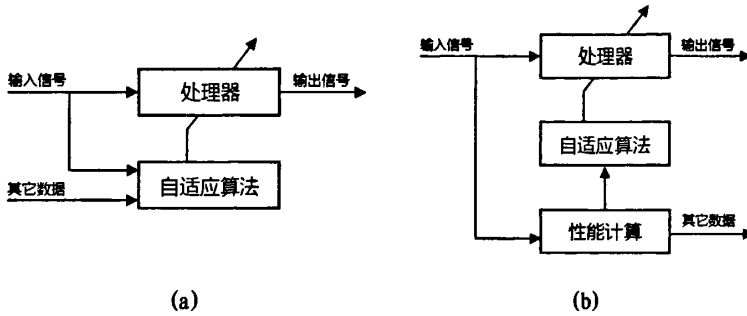 输入信号
处理器
输出信号
其它数据
自适应算法
(a)
输入信号
处理器
输出信号
自适应算法
性能计算
其它数据
(b)